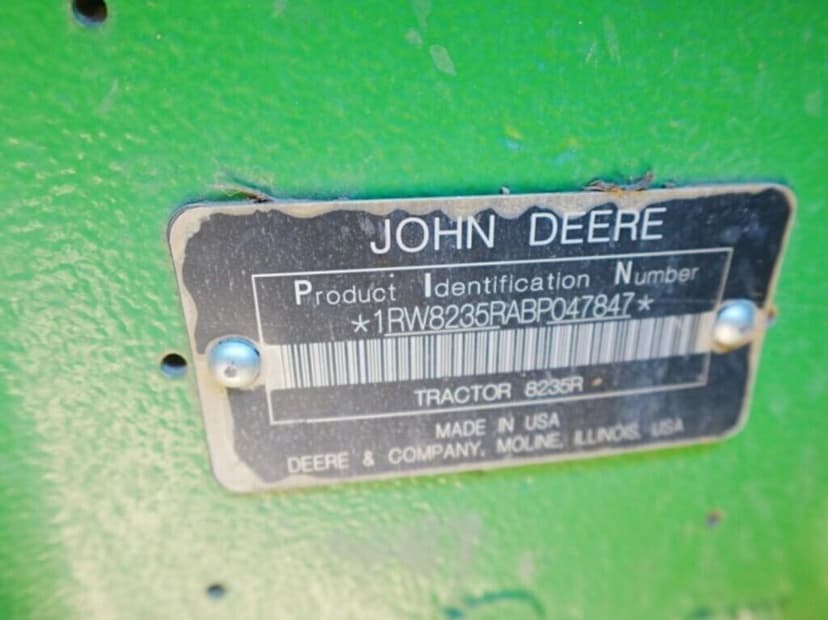 JOHN DEERE
Product Identification Number
*1RW8235RABP047847*
TRACTOR 8235R
MADE IN USA
DEERE & COMPANY, MOLINE, ILLINOIS, USA